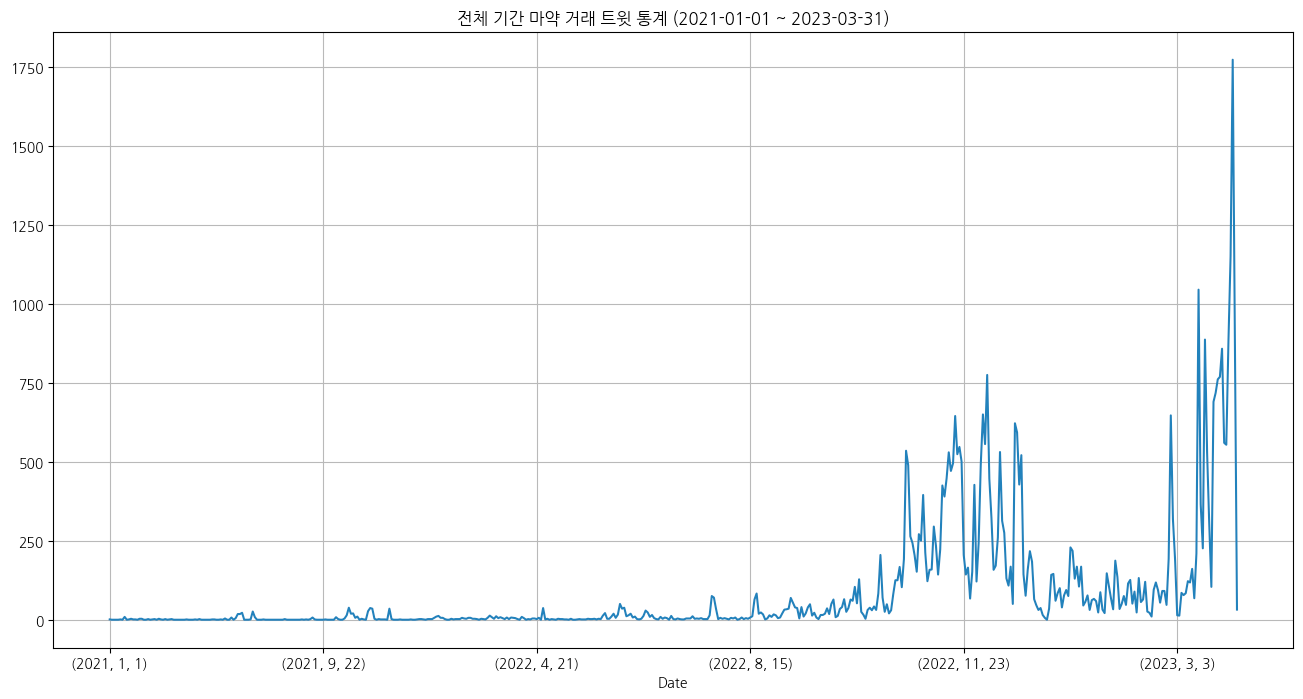 전체 기간 마약 거래 트윗 통계 (2021-01-01 ~ 2023-03-31)
1750
1500
1250
1000
750
500
250
0
(2021, 1, 1) (2021, 9, 22) (2022, 4, 21) (2022, 8, 15) (2022, 11, 23) (2023, 3, 3)
Date